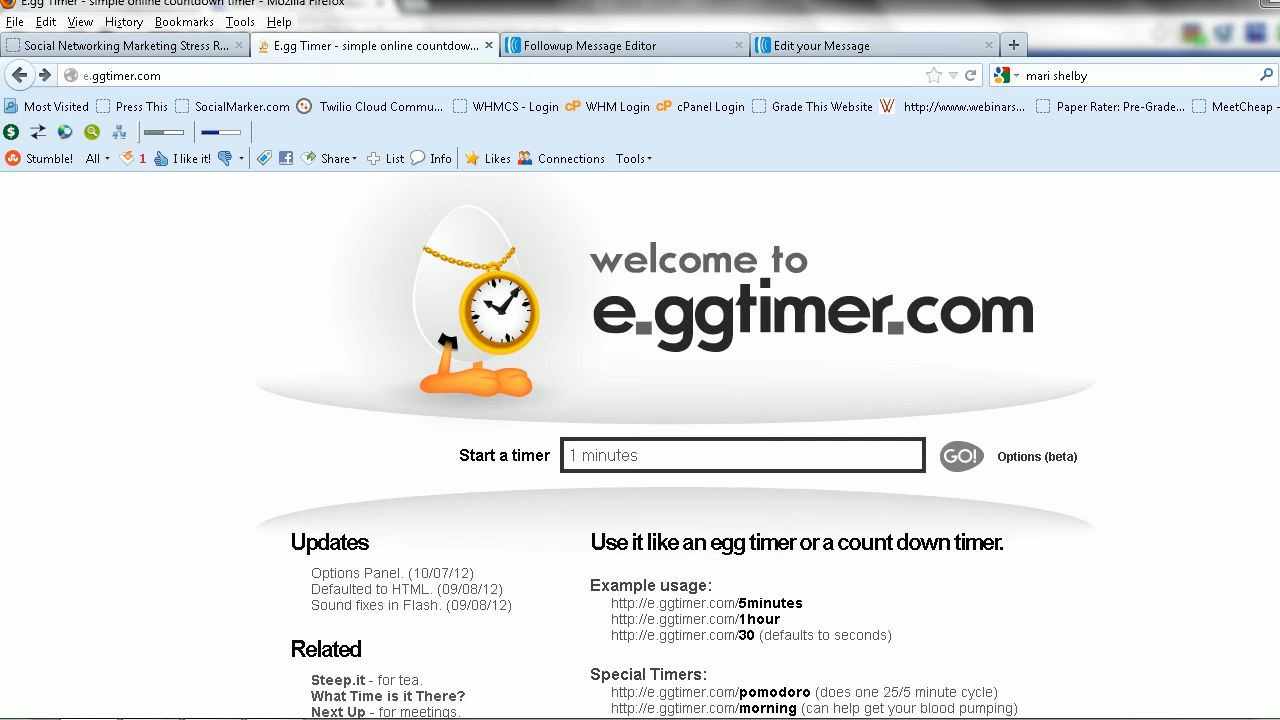 E.gg Timer - simple online countdown timer - Mozilla Firefox
File Edit View History Bookmarks Tools Help
Social Networking Marketing Stress R... × E.gg Timer - simple online countdow... × Followup Message Editor × Edit your Message × +
e.ggtimer.com mari shelby
Most Visited Press This SocialMarker.com Twilio Cloud Commu... WHMCS - Login cP WHM Login cP cPanel Login Grade This Website W http://www.webinars... Paper Rater: Pre-Grade... MeetCheap
Stumble! All 1 I like it! Share List Info Likes Connections Tools
welcome to
e.ggtimer.com
Start a timer 1 minutes GO! Options (beta)
Updates
Options Panel. (10/07/12)
Defaulted to HTML. (09/08/12)
Sound fixes in Flash. (09/08/12)
Related
Steep.it - for tea.
What Time is it There?
Next Up - for meetings.
Use it like an egg timer or a count down timer.
Example usage:
http://e.ggtimer.com/5minutes
http://e.ggtimer.com/1hour
http://e.ggtimer.com/30 (defaults to seconds)
Special Timers:
http://e.ggtimer.com/pomodoro (does one 25/5 minute cycle)
http://e.ggtimer.com/morning (can help get your blood pumping)